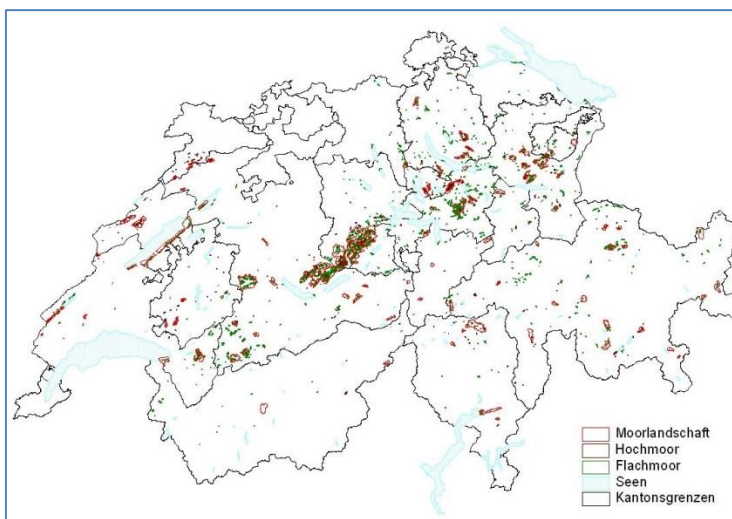 Moorlandschaft
Hochmoor
Flachmoor
Seen
Kantonsgrenzen